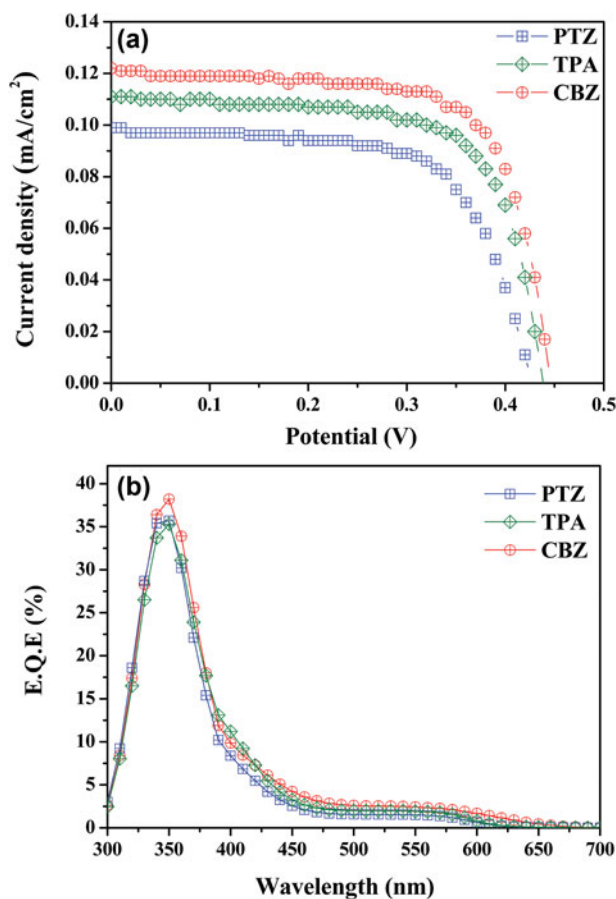 (a)
PTZ
TPA
CBZ
0.14
0.12
0.10
0.08
0.06
0.04
0.02
0.00
Current density (mA/cm²)
0.0 0.1 0.2 0.3 0.4 0.5
Potential (V)
(b)
PTZ
TPA
CBZ
40
35
30
25
20
15
10
5
0
E.Q.E (%)
300 350 400 450 500 550 600 650 700
Wavelength (nm)